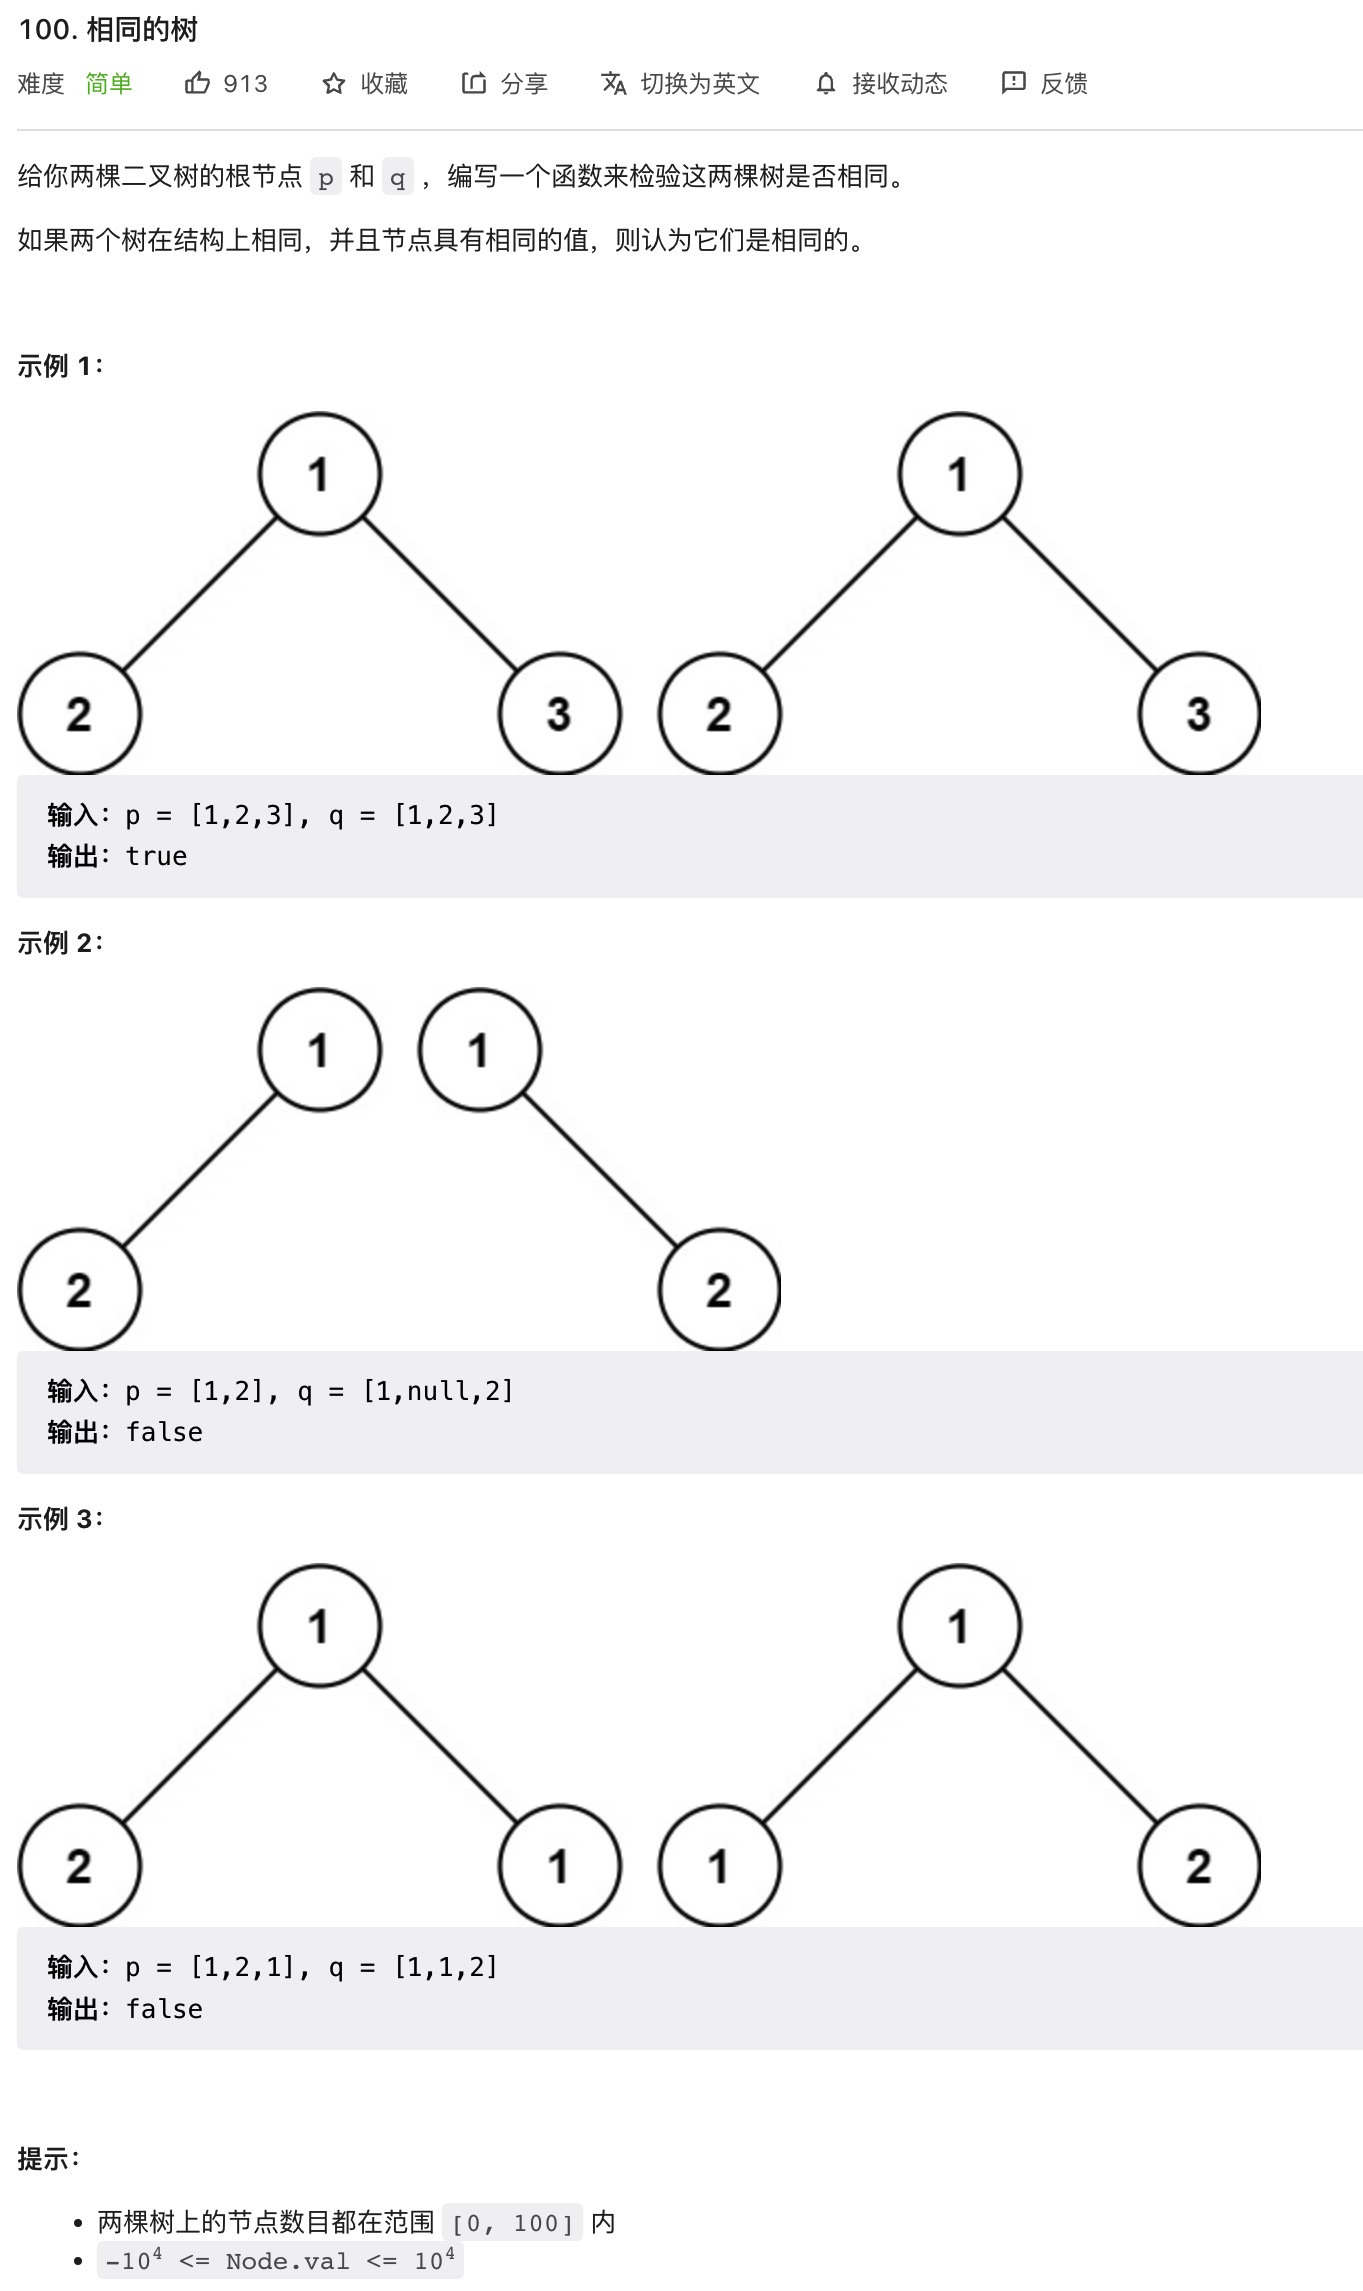 100. 相同的树
难度 简单 913 收藏 分享 切换为英文 接收动态 反馈
给你两棵二叉树的根节点 p 和 q ，编写一个函数来检验这两棵树是否相同。
如果两个树在结构上相同，并且节点具有相同的值，则认为它们是相同的。
示例 1：
1 1
2 3 2 3
输入：p = [1,2,3], q = [1,2,3]
输出：true
示例 2：
1 1
2 2
输入：p = [1,2], q = [1,null,2]
输出：false
示例 3：
1 1
2 1 1 2
输入：p = [1,2,1], q = [1,1,2]
输出：false
提示：
• 两棵树上的节点数目都在范围 [0, 100] 内
• -10⁴ <= Node.val <= 10⁴